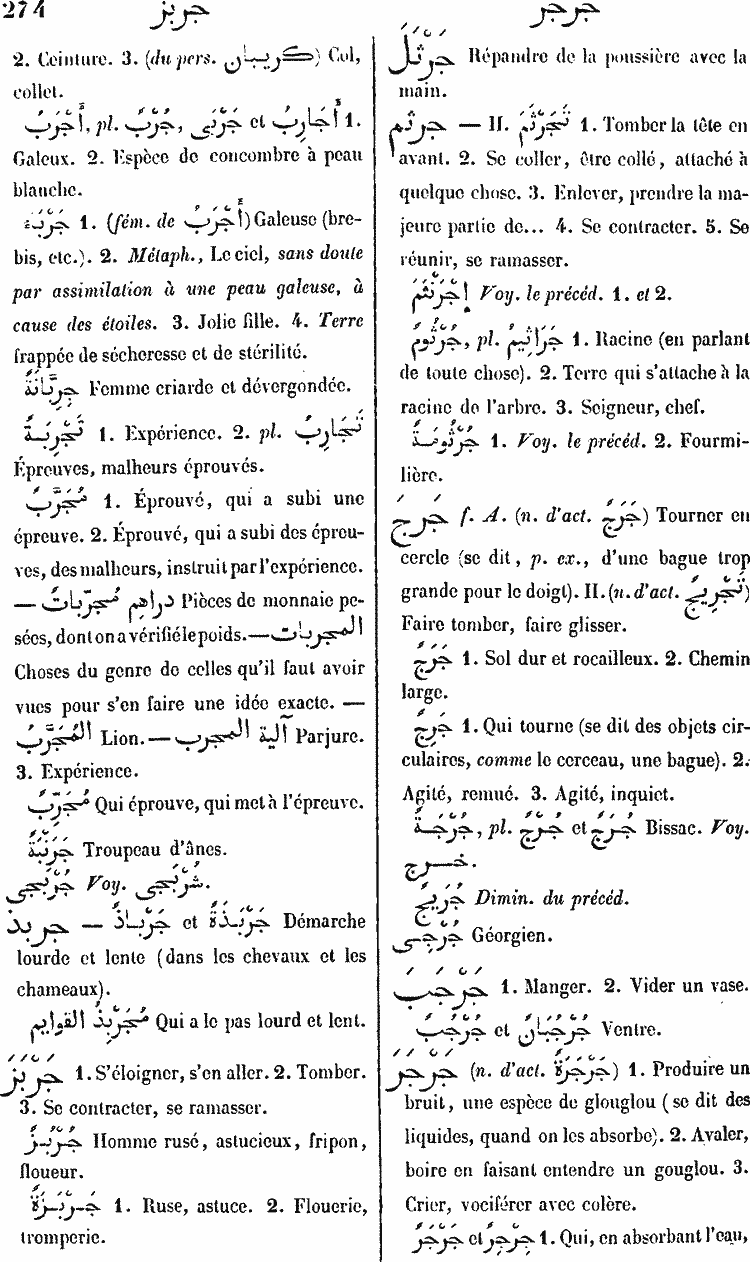 274
جربز
جرجر
2. Ceinture. 3. (du pers. كريبان) Col,
collet.
أَجْرَبُ, pl. جُرْبٌ, جَرْبَى et أَجَارِبُ 1.
Galeux. 2. Espèce de concombre à peau
blanche.
جَرْبَةٌ 1. (fém. de أَجْرَبُ) Galeuse (bre-
bis, etc.). 2. Métaph., Le ciel, sans doute
par assimilation à une peau galeuse, à
cause des étoiles. 3. Jolie fille. 4. Terre
frappée de sécheresse et de stérilité.
جِرِبَّانَةٌ Femme criarde et dévergondée.
تَجْرِبَةٌ 1. Expérience. 2. pl. تَجَارِبُ
Épreuves, malheurs éprouvés.
مُجَرَّبٌ 1. Éprouvé, qui a subi une
épreuve. 2. Éprouvé, qui a subi des épreu-
ves, des malheurs, instruit par l'expérience.
— دراهم مُجَرَّبَاتٌ Pièces de monnaie pe-
sées, dont on a vérifié le poids. — المجربات
Choses du genre de celles qu'il faut avoir
vues pour s'en faire une idée exacte. —
المُجَرَّبُ Lion. — آلية المجرب Parjure.
3. Expérience.
مُجَرِّبٌ Qui éprouve, qui met à l'épreuve.
جَرَنْبَةٌ Troupeau d'ânes.
جُرُنْبَى Voy. شُرُنْبَى.
جربذ — جَرْبَاذٌ et جَرْبَذَةٌ Démarche
lourde et lente (dans les chevaux et les
chameaux).
مُجَرْبِذُ القوايم Qui a le pas lourd et lent.
جَرْبَزَ 1. S'éloigner, s'en aller. 2. Tomber.
3. Se contracter, se ramasser.
جُرْبُزٌ Homme rusé, astucieux, fripon,
floueur.
جَرْبَزَةٌ 1. Ruse, astuce. 2. Flouerie,
tromperie.
جَرْثَلَ Répandre de la poussière avec la
main.
جرثم — II. تَجَرْثَمَ 1. Tomber la tête en
avant. 2. Se coller, être collé, attaché à
quelque chose. 3. Enlever, prendre la ma-
jeure partie de... 4. Se contracter. 5. Se
réunir, se ramasser.
إِجْرَنْثَمَ Voy. le précéd. 1. et 2.
جُرْثُومٌ, pl. جَرَاثِيمُ 1. Racine (en parlant
de toute chose). 2. Terre qui s'attache à la
racine de l'arbre. 3. Seigneur, chef.
جُرْثُومَةٌ 1. Voy. le précéd. 2. Fourmi-
lière.
جَرِجَ f. A. (n. d'act. جَرَجٌ) Tourner en
cercle (se dit, p. ex., d'une bague trop
grande pour le doigt). II. (n. d'act. تَجْرِيجٌ)
Faire tomber, faire glisser.
جَرَجٌ 1. Sol dur et rocailleux. 2. Chemin
large.
جَرِجٌ 1. Qui tourne (se dit des objets cir-
culaires, comme le cerceau, une bague). 2.
Agité, remué. 3. Agité, inquiet.
جُرْجَةٌ, pl. جُرْجٌ et جُرَجٌ Bissac. Voy.
خرج.
جُرَيْجٌ Dimin. du précéd.
جُرْجِى Géorgien.
جَرْجَبَ 1. Manger. 2. Vider un vase.
جُرْجُبٌ et جُرْجُبَانٌ Ventre.
جَرْجَرَ (n. d'act. جَرْجَرَةٌ) 1. Produire un
bruit, une espèce de glouglou (se dit des
liquides, quand on les absorbe). 2. Avaler,
boire en faisant entendre un gouglou. 3.
Crier, vociférer avec colère.
جَرْجَرٌ et جِرْجِرٌ 1. Qui, en absorbant l'eau,